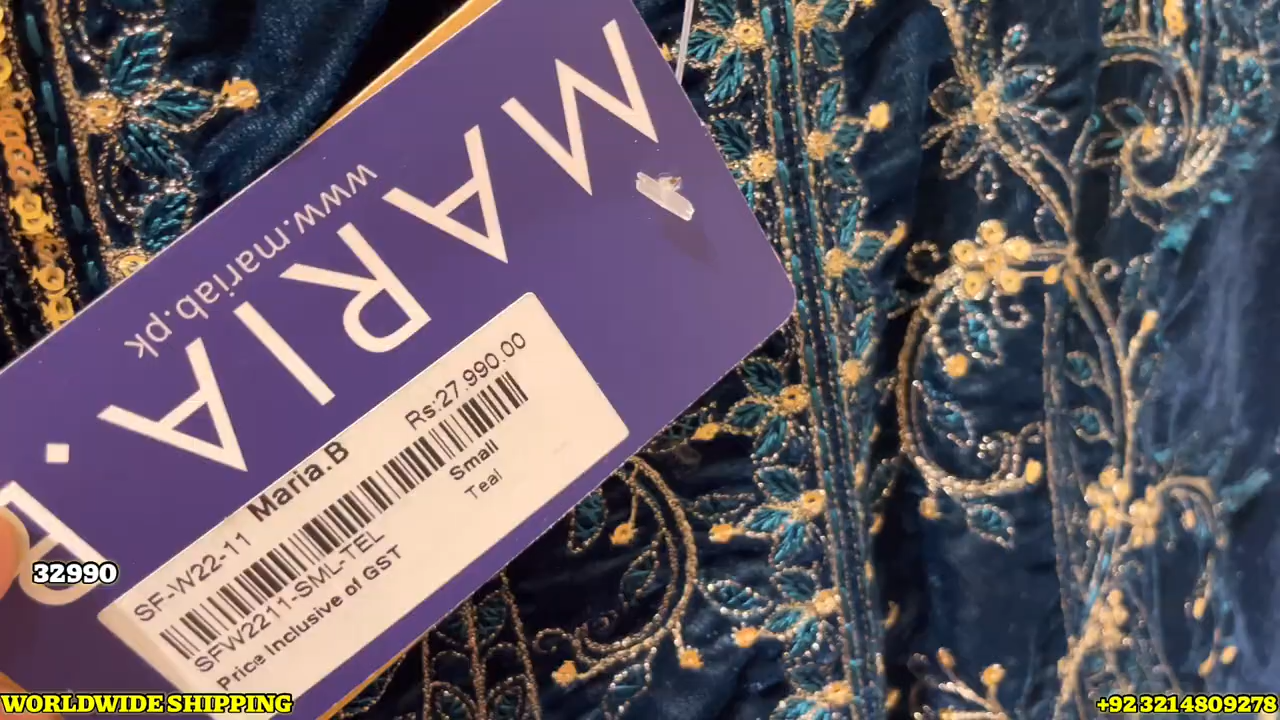 MARIA.B
www.mariab.pk
SF-W22-11 Maria.B Rs:27.990.00
SFW2211-SML-TEL Small
Price Inclusive of GST Teal
32990
WORLDWIDE SHIPPING
+92 3214809278